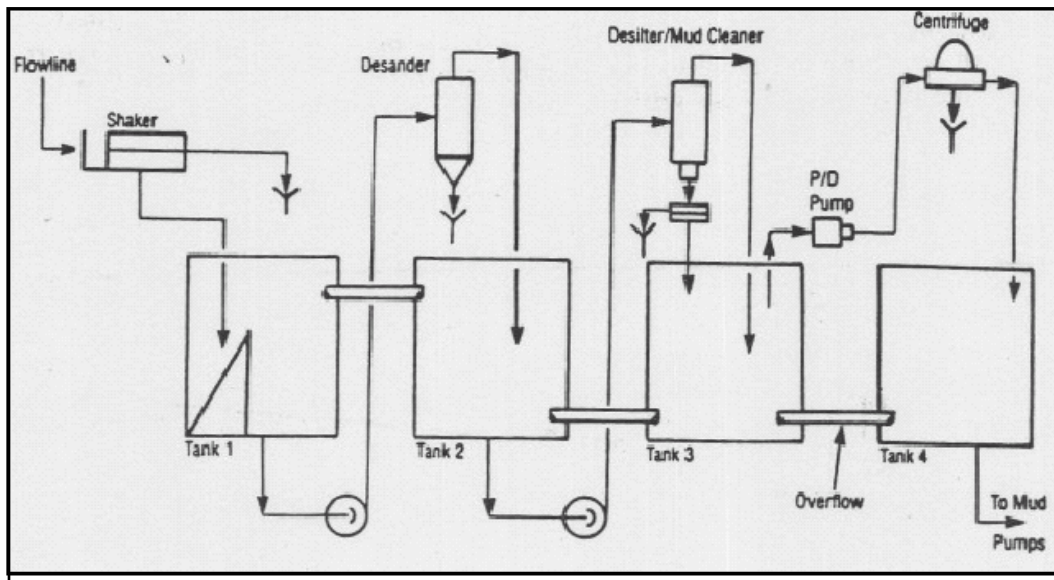 Centrifuge
Desilter/Mud Cleaner
Desander
Flowline
Shaker
P/D
Pump
Tank 1
Tank 2
Tank 3
Tank 4
Overflow
To Mud
Pumps